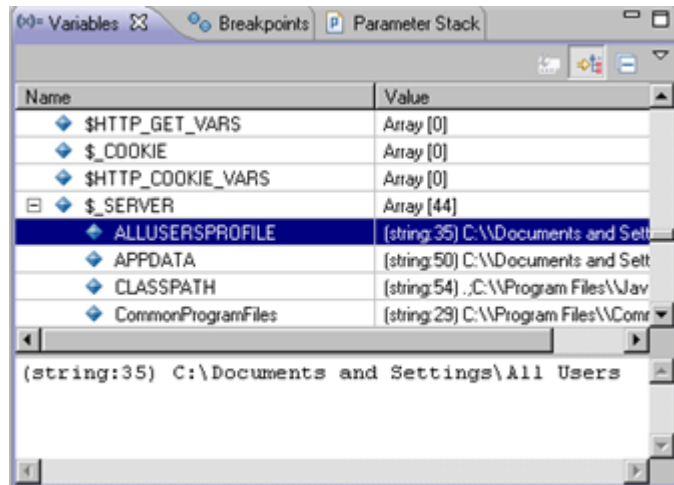 (x)= Variables Breakpoints P Parameter Stack
Name Value
$HTTP_GET_VARS Array [0]
$_COOKIE Array [0]
$HTTP_COOKIE_VARS Array [0]
$_SERVER Array [44]
ALLUSERSPROFILE (string:35) C:\\Documents and Sett
APPDATA (string:50) C:\\Documents and Sett
CLASSPATH (string:54) .;C:\\Program Files\\Jav
CommonProgramFiles (string:29) C:\\Program Files\\Comr
(string:35) C:\Documents and Settings\All Users